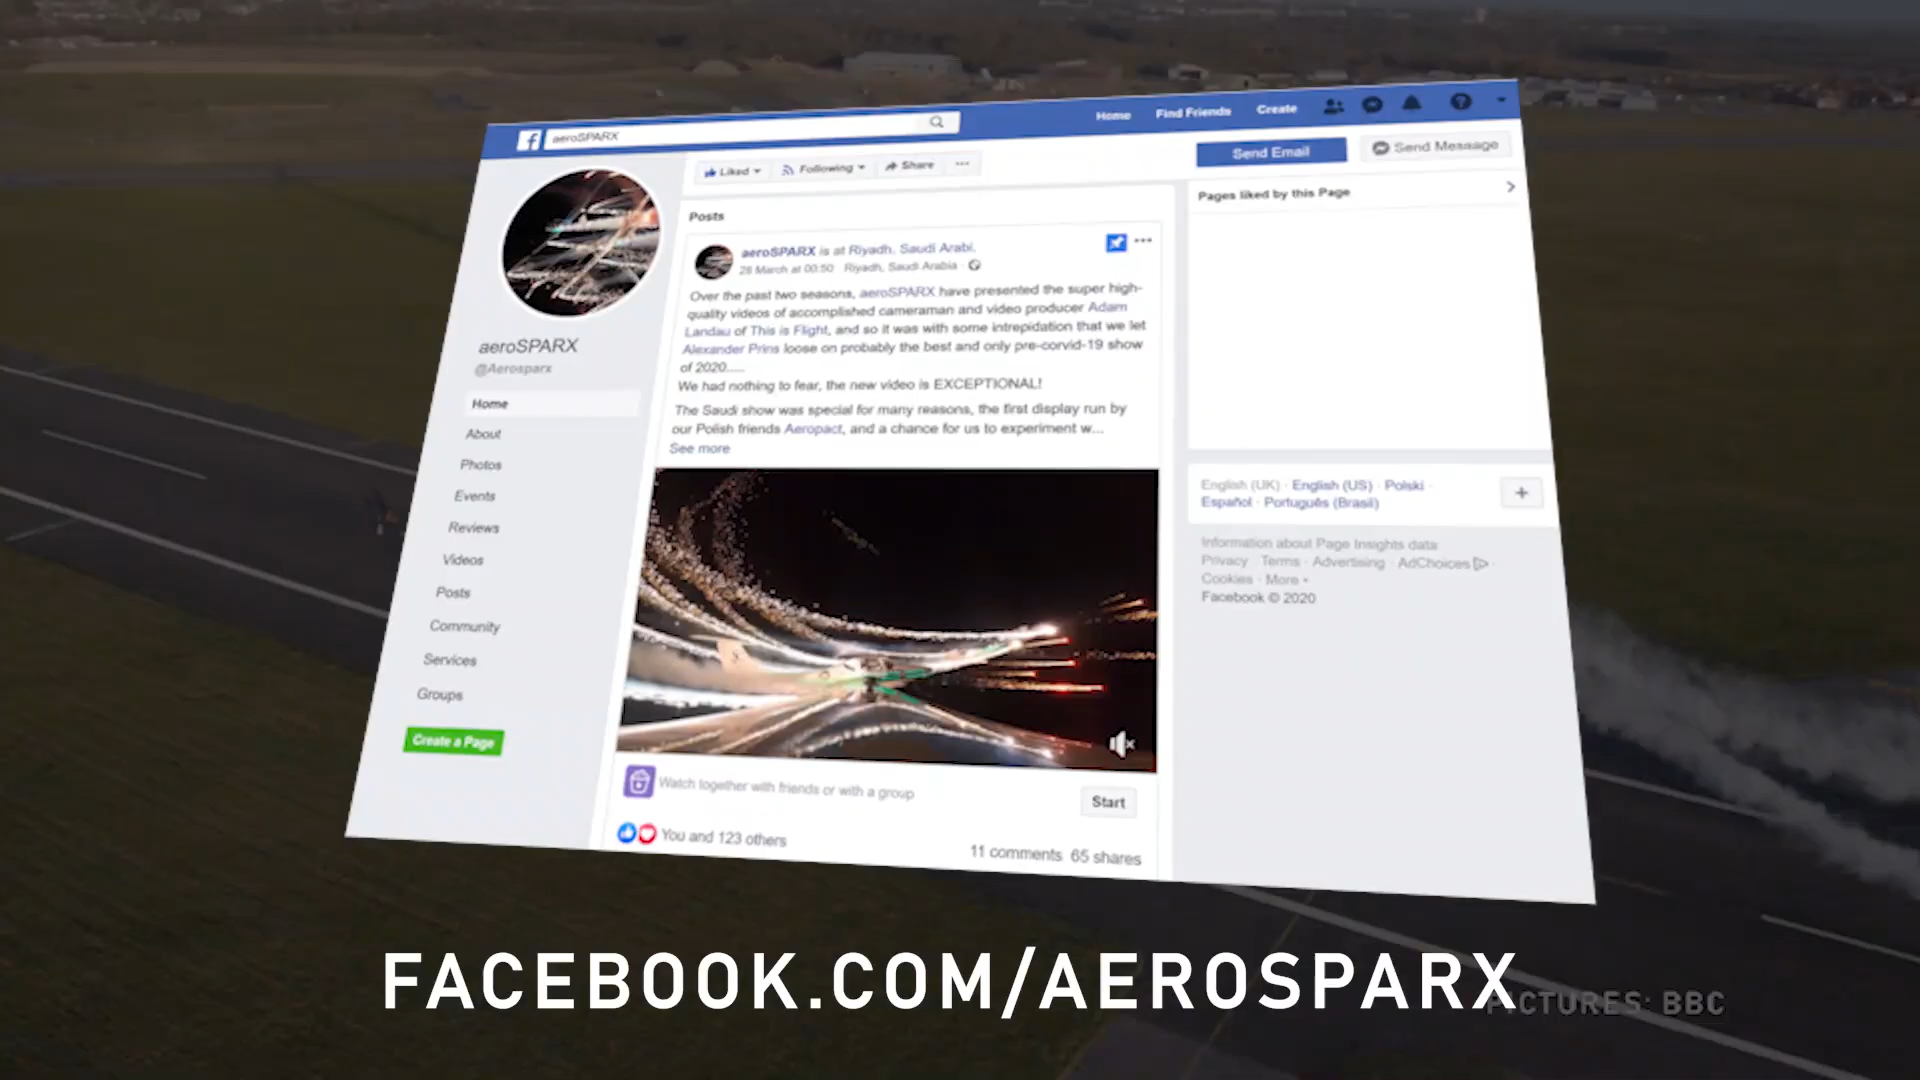 aeroSPARX
Home Find Friends Create
Liked Following Share
Send Email Send Message
aeroSPARX
@Aerosparx
Home
About
Photos
Events
Reviews
Videos
Posts
Community
Services
Groups
Create a Page
Posts
aeroSPARX is at Riyadh, Saudi Arabi.
28 March at 00:50 · Riyadh, Saudi Arabia ·
Over the past two seasons, aeroSPARX have presented the super high-
quality videos of accomplished cameraman and video producer Adam
Landau of This is Flight, and so it was with some intrepidation that we let
Alexander Prins loose on probably the best and only pre-corvid-19 show
of 2020.....
We had nothing to fear, the new video is EXCEPTIONAL!
The Saudi show was special for many reasons, the first display run by
our Polish friends Aeropact, and a chance for us to experiment w...
See more
Watch together with friends or with a group
Start
You and 123 others
11 comments 65 shares
Pages liked by this Page
English (UK) · English (US) · Polski ·
Español · Português (Brasil)
Information about Page Insights data
Privacy · Terms · Advertising · AdChoices ·
Cookies · More
Facebook © 2020
FACEBOOK.COM/AEROSPARX
PICTURES: BBC